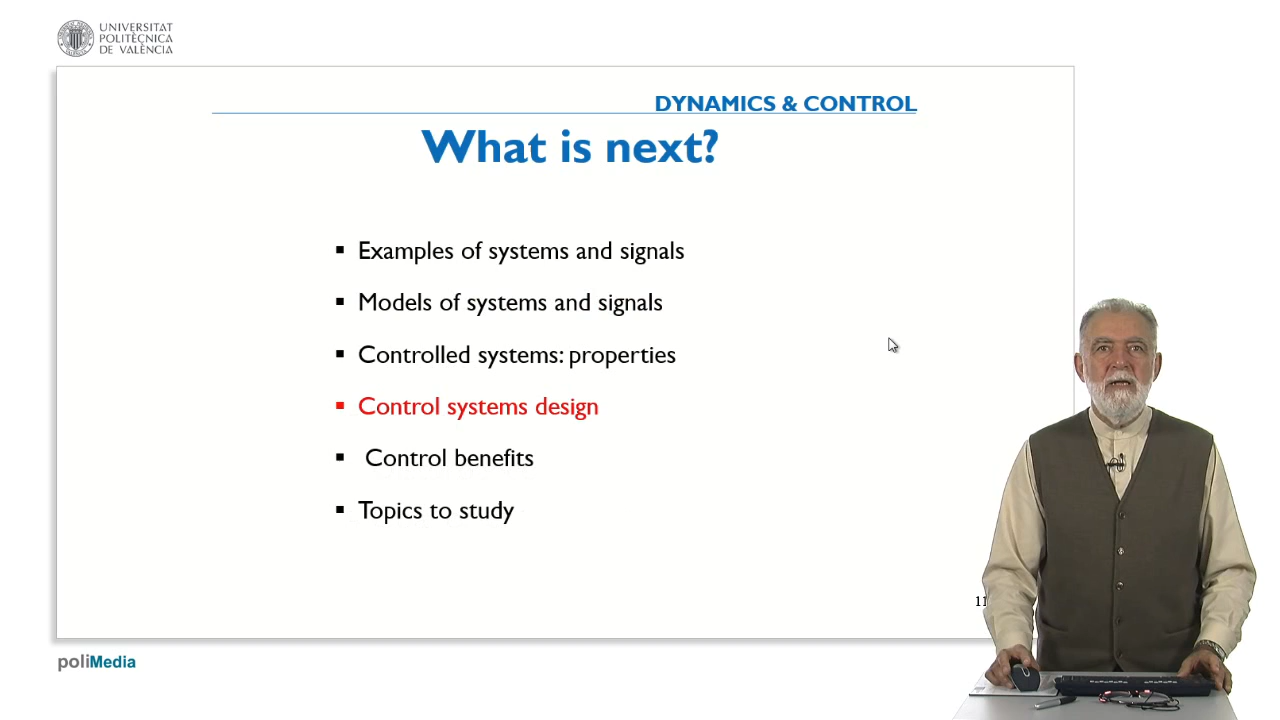 UNIVERSITAT
POLITÈCNICA
DE VALÈNCIA
DYNAMICS & CONTROL
What is next?
▪ Examples of systems and signals
▪ Models of systems and signals
▪ Controlled systems: properties
▪ Control systems design
▪ Control benefits
▪ Topics to study
11
poliMedia